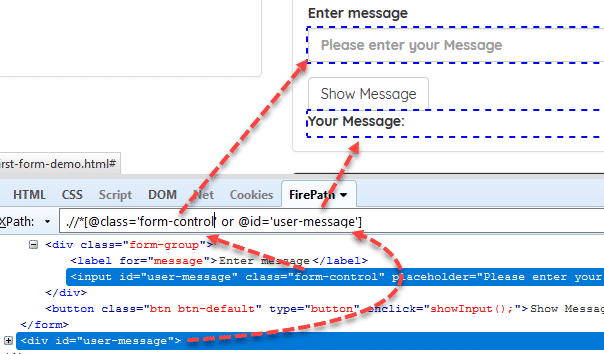 Enter message
Please enter your Message
Show Message
Your Message:
irst-form-demo.html#
HTML CSS Script DOM Net Cookies FirePath
XPath: .//*[@class='form-control' or @id='user-message']
<div class="form-group">
<label for="message">Enter message</label>
<input id="user-message" class="form-control" placeholder="Please enter your
</div>
<button class="btn btn-default" type="button" onclick="showInput();">Show Messa
</form>
<div id="user-message">